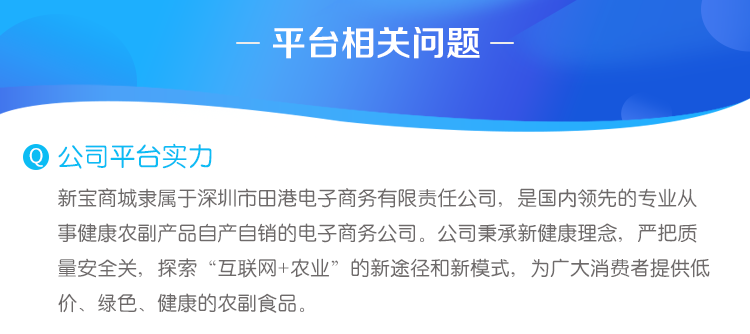 — 平台相关问题 —
Q 公司平台实力
新宝商城隶属于深圳市田港电子商务有限责任公司，是国内领先的专业从
事健康农副产品自产自销的电子商务公司。公司秉承新健康理念，严把质
量安全关，探索“互联网+农业”的新途径和新模式，为广大消费者提供低
价、绿色、健康的农副食品。